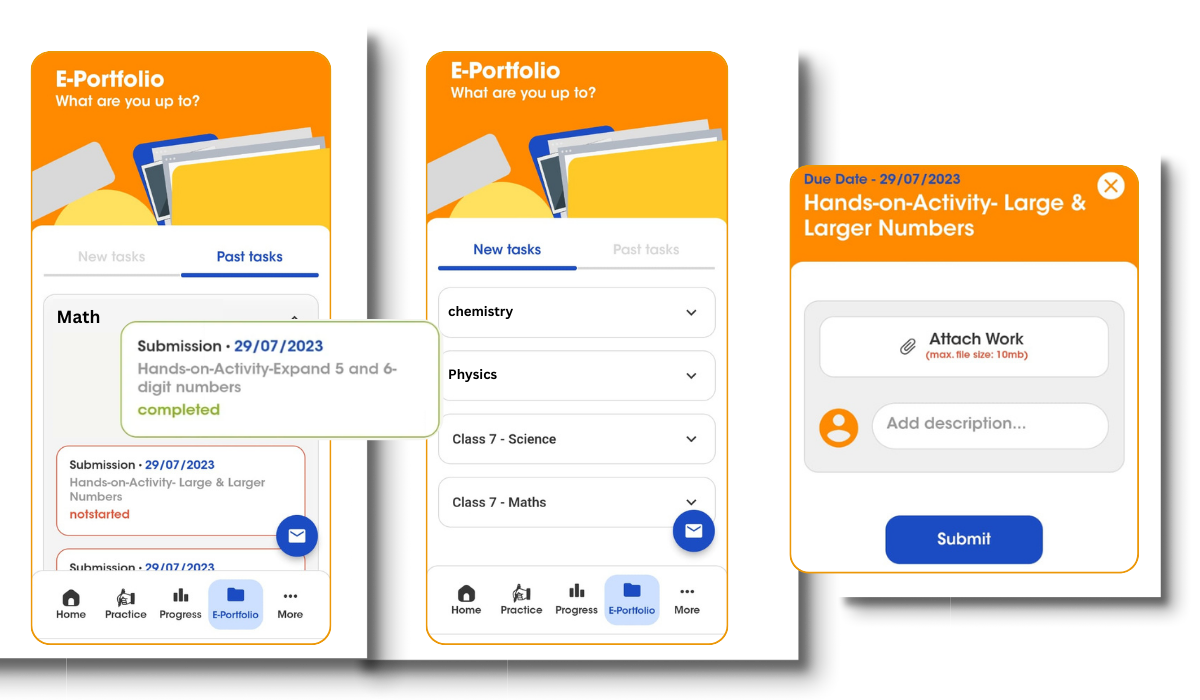 E-Portfolio
What are you up to?
New tasks
Past tasks
Math
Submission • 29/07/2023
Hands-on-Activity-Expand 5 and 6-
digit numbers
completed
Submission • 29/07/2023
Hands-on-Activity- Large & Larger
Numbers
notstarted
Submission • 29/07/2023
Home
Practice
Progress
E-Portfolio
More
E-Portfolio
What are you up to?
New tasks
Past tasks
chemistry
Physics
Class 7 - Science
Class 7 - Maths
Home
Practice
Progress
E-Portfolio
More
Due Date - 29/07/2023
Hands-on-Activity- Large &
Larger Numbers
Attach Work
(max. file size: 10mb)
Add description...
Submit